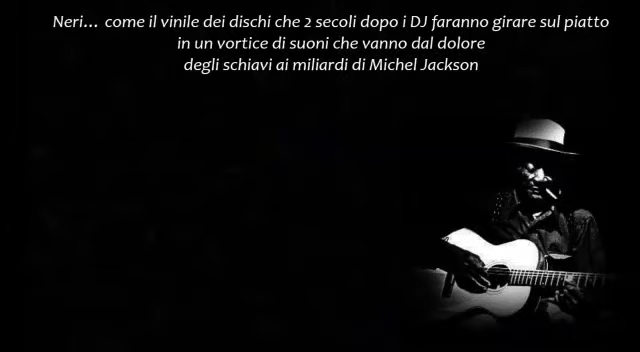 Neri... come il vinile dei dischi che 2 secoli dopo i DJ faranno girare sul piatto
in un vortice di suoni che vanno dal dolore
degli schiavi ai miliardi di Michel Jackson